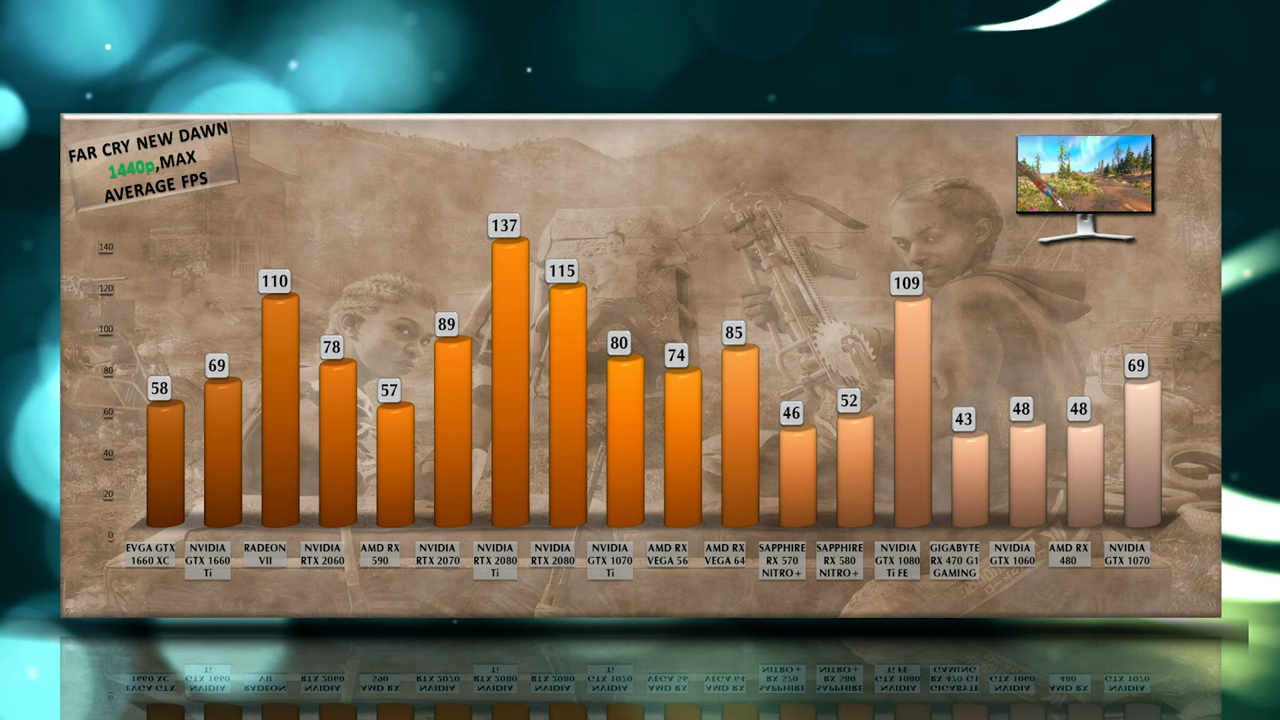 FAR CRY NEW DAWN
1440p,MAX
AVERAGE FPS
140
120
100
80
60
40
20
0
58
69
110
78
57
89
137
115
80
74
85
46
52
109
43
48
48
69
EVGA GTX
1660 XC
NVIDIA
GTX 1660
Ti
RADEON
VII
NVIDIA
RTX 2060
AMD RX
590
NVIDIA
RTX 2070
NVIDIA
RTX 2080
Ti
NVIDIA
RTX 2080
NVIDIA
GTX 1070
Ti
AMD RX
VEGA 56
AMD RX
VEGA 64
SAPPHIRE
RX 570
NITRO+
SAPPHIRE
RX 580
NITRO+
NVIDIA
GTX 1080
Ti FE
GIGABYTE
RX 470 G1
GAMING
NVIDIA
GTX 1060
AMD RX
480
NVIDIA
GTX 1070